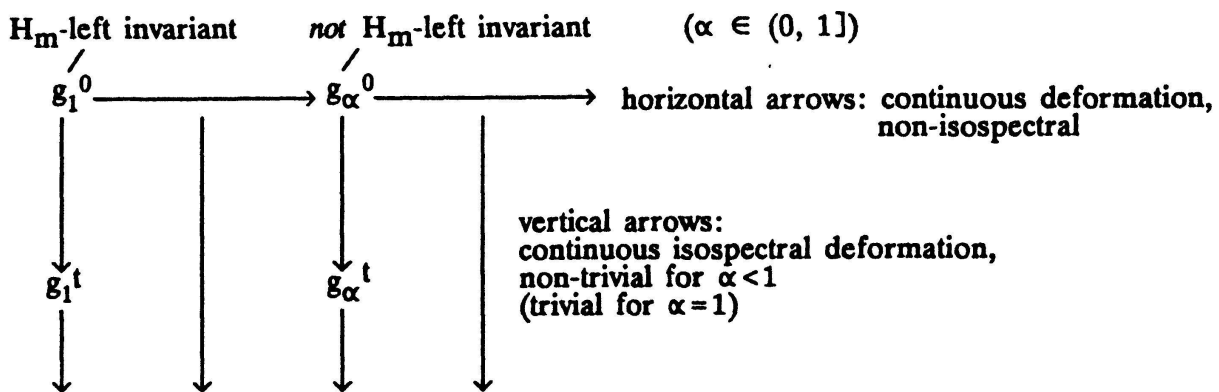 H_m-left invariant not H_m-left invariant (α ∈ (0, 1])
g_1^0 g_α^0 horizontal arrows: continuous deformation,
non-isospectral
vertical arrows:
continuous isospectral deformation,
g_1^t g_α^t non-trivial for α<1
(trivial for α=1)